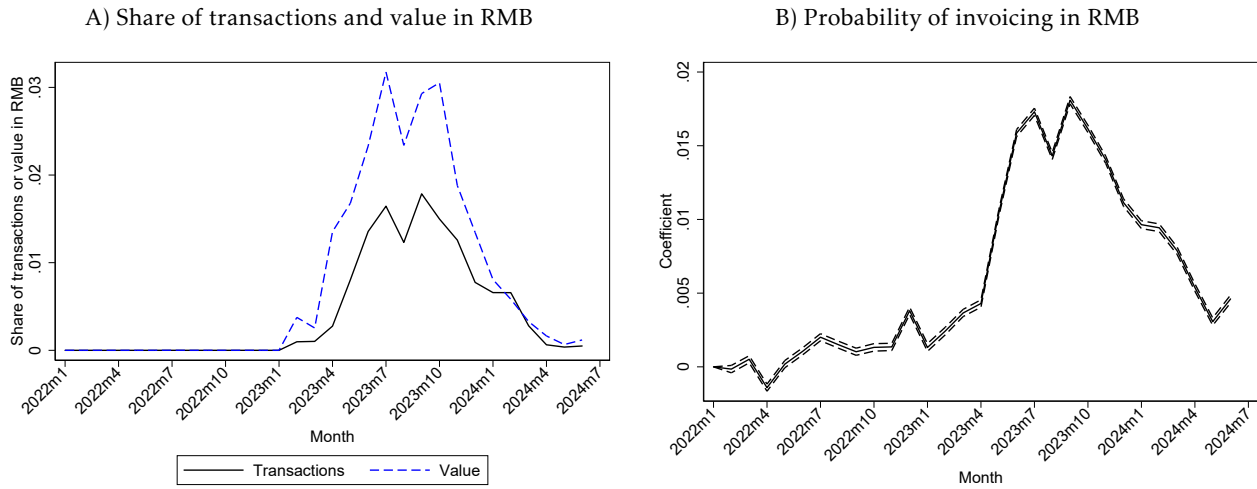 A) Share of transactions and value in RMB
Share of transactions or value in RMB
.03
.02
.01
0
2022m1
2022m4
2022m7
2022m10
2023m1
2023m4
2023m7
2023m10
2024m1
2024m4
2024m7
Month
Transactions
Value
B) Probability of invoicing in RMB
Coefficient
.02
.015
.01
.005
0
2022m1
2022m4
2022m7
2022m10
2023m1
2023m4
2023m7
2023m10
2024m1
2024m4
2024m7
Month